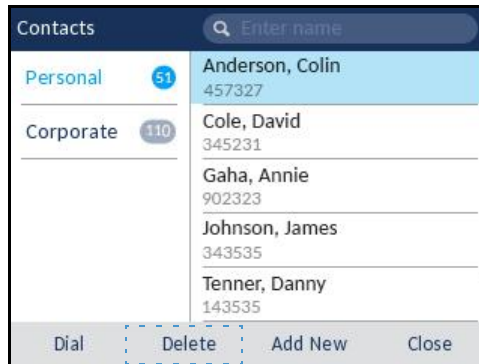 Contacts
Enter name
Personal 51
Corporate 110
Anderson, Colin
457327
Cole, David
345231
Gaha, Annie
902323
Johnson, James
343535
Tenner, Danny
143535
Dial Delete Add New Close